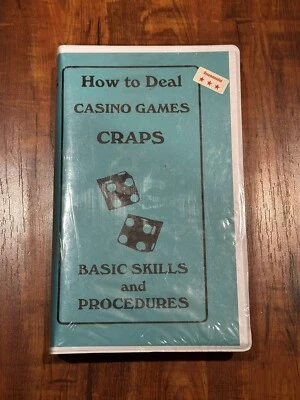 How to Deal
CASINO GAMES
CRAPS
BASIC SKILLS
and
PROCEDURES